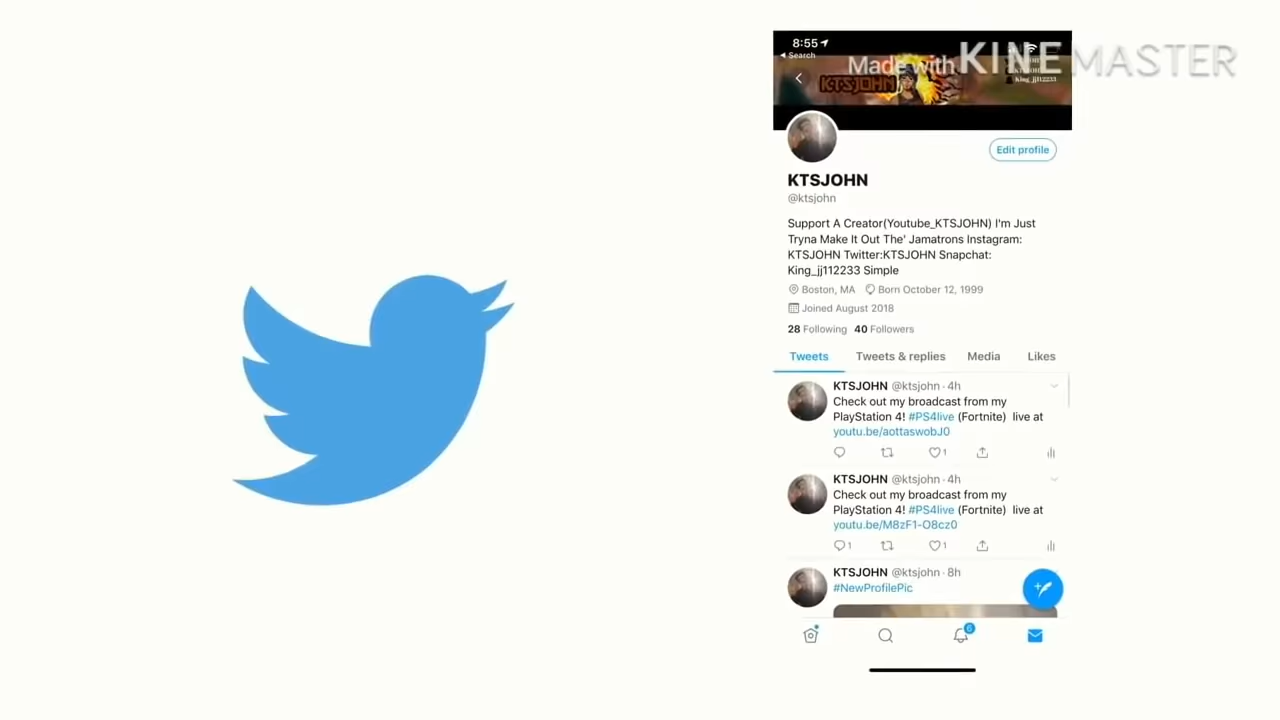 8:55
Search
Made with KINEMASTER
KTSJOHN
King_jj112233
Edit profile
KTSJOHN
@ktsjohn
Support A Creator(Youtube_KTSJOHN) I'm Just
Tryna Make It Out The' Jamatrons Instagram:
KTSJOHN Twitter:KTSJOHN Snapchat:
King_jj112233 Simple
Boston, MA Born October 12, 1999
Joined August 2018
28 Following 40 Followers
Tweets Tweets & replies Media Likes
KTSJOHN @ktsjohn · 4h
Check out my broadcast from my
PlayStation 4! #PS4live (Fortnite) live at
youtu.be/aottaswobJ0
1
KTSJOHN @ktsjohn · 4h
Check out my broadcast from my
PlayStation 4! #PS4live (Fortnite) live at
youtu.be/M8zF1-O8cz0
1 1
KTSJOHN @ktsjohn · 8h
#NewProfilePic
6